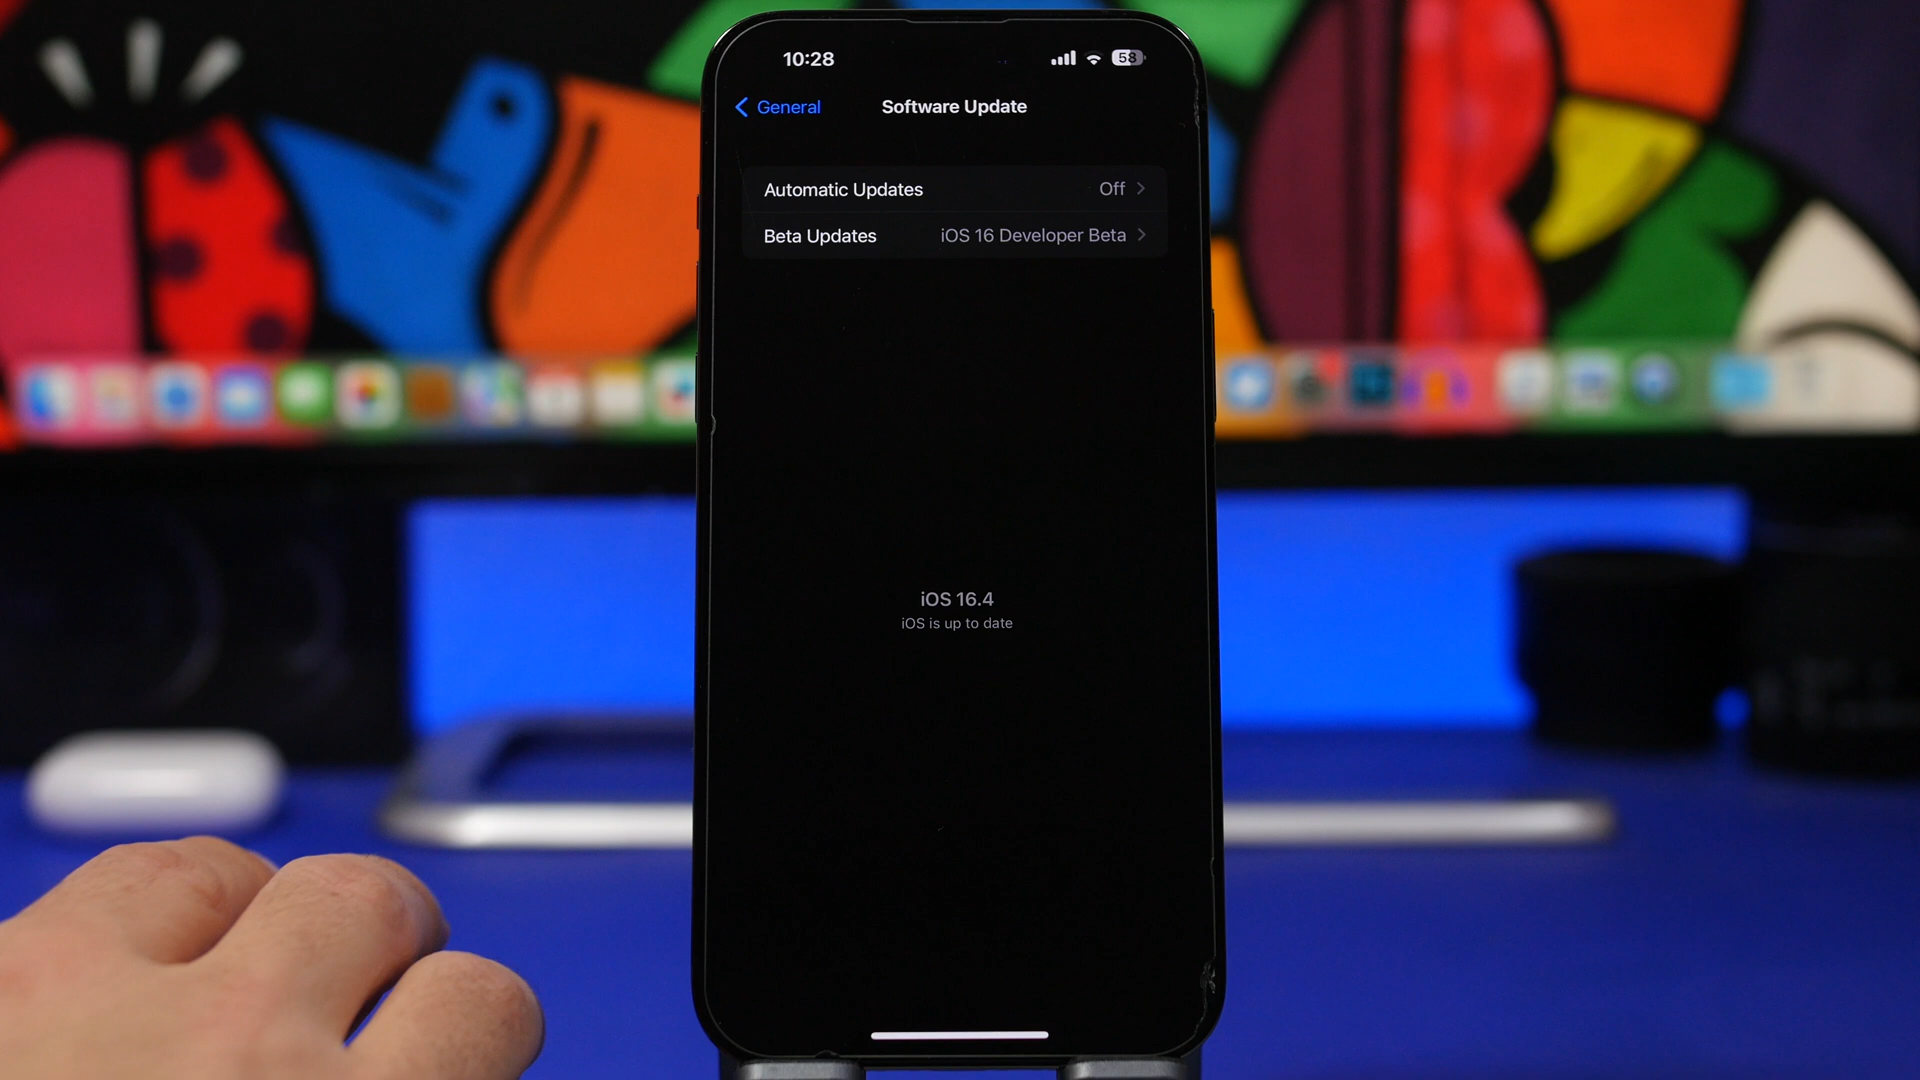 10:28 58
General Software Update
Automatic Updates Off
Beta Updates iOS 16 Developer Beta
iOS 16.4
iOS is up to date